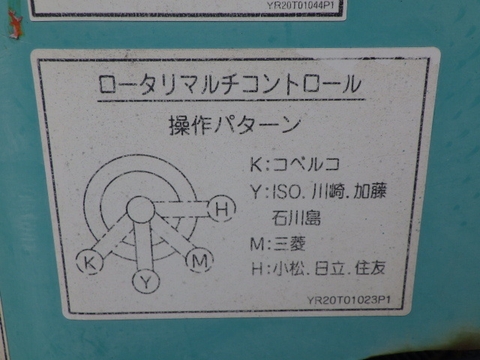 YR20T01044P1
ロータリマルチコントロール
操作パターン
K:コベルコ
Y:ISO.川崎.加藤
石川島
M:三菱
H:小松.日立.住友
H
K
M
Y
YR20T01023P1